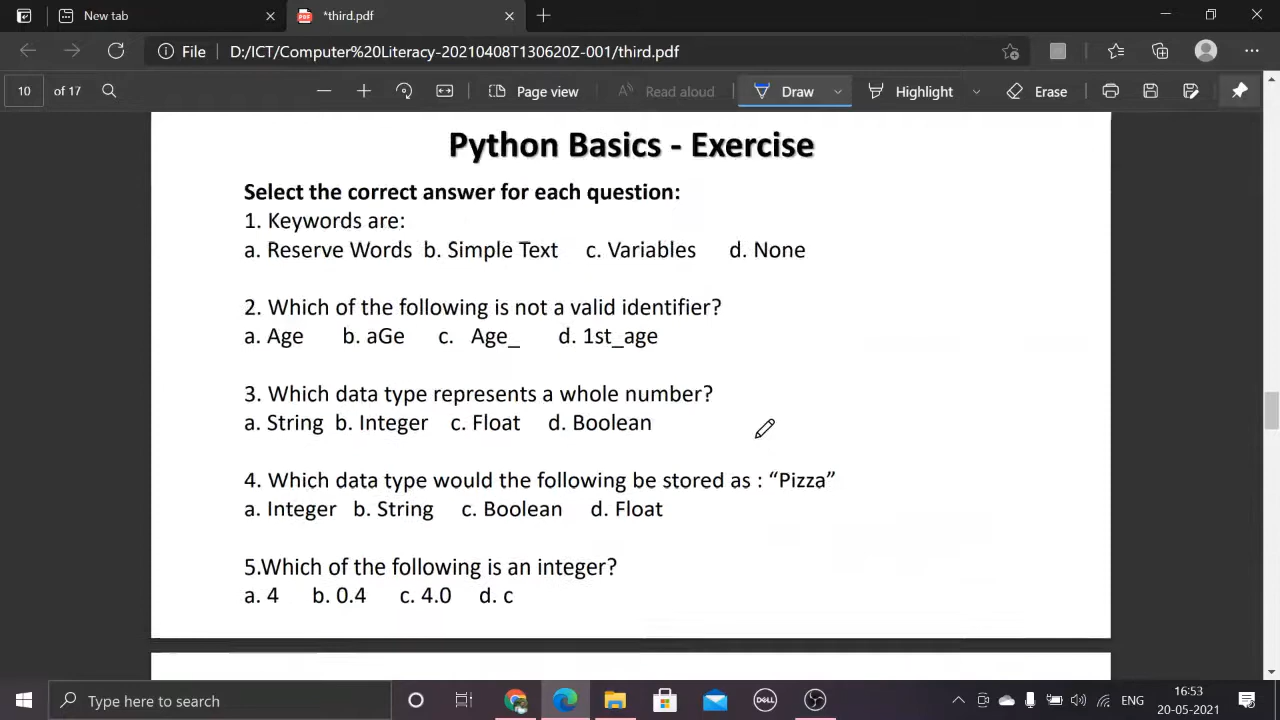 New tab
*third.pdf
File D:/ICT/Computer%20Literacy-20210408T130620Z-001/third.pdf
10 of 17 Page view Read aloud Draw Highlight Erase
Python Basics - Exercise
Select the correct answer for each question:
1. Keywords are:
a. Reserve Words b. Simple Text c. Variables d. None
2. Which of the following is not a valid identifier?
a. Age b. aGe c. Age_ d. 1st_age
3. Which data type represents a whole number?
a. String b. Integer c. Float d. Boolean
4. Which data type would the following be stored as : “Pizza”
a. Integer b. String c. Boolean d. Float
5.Which of the following is an integer?
a. 4 b. 0.4 c. 4.0 d. c
Type here to search
DELL
ENG
16:53
20-05-2021